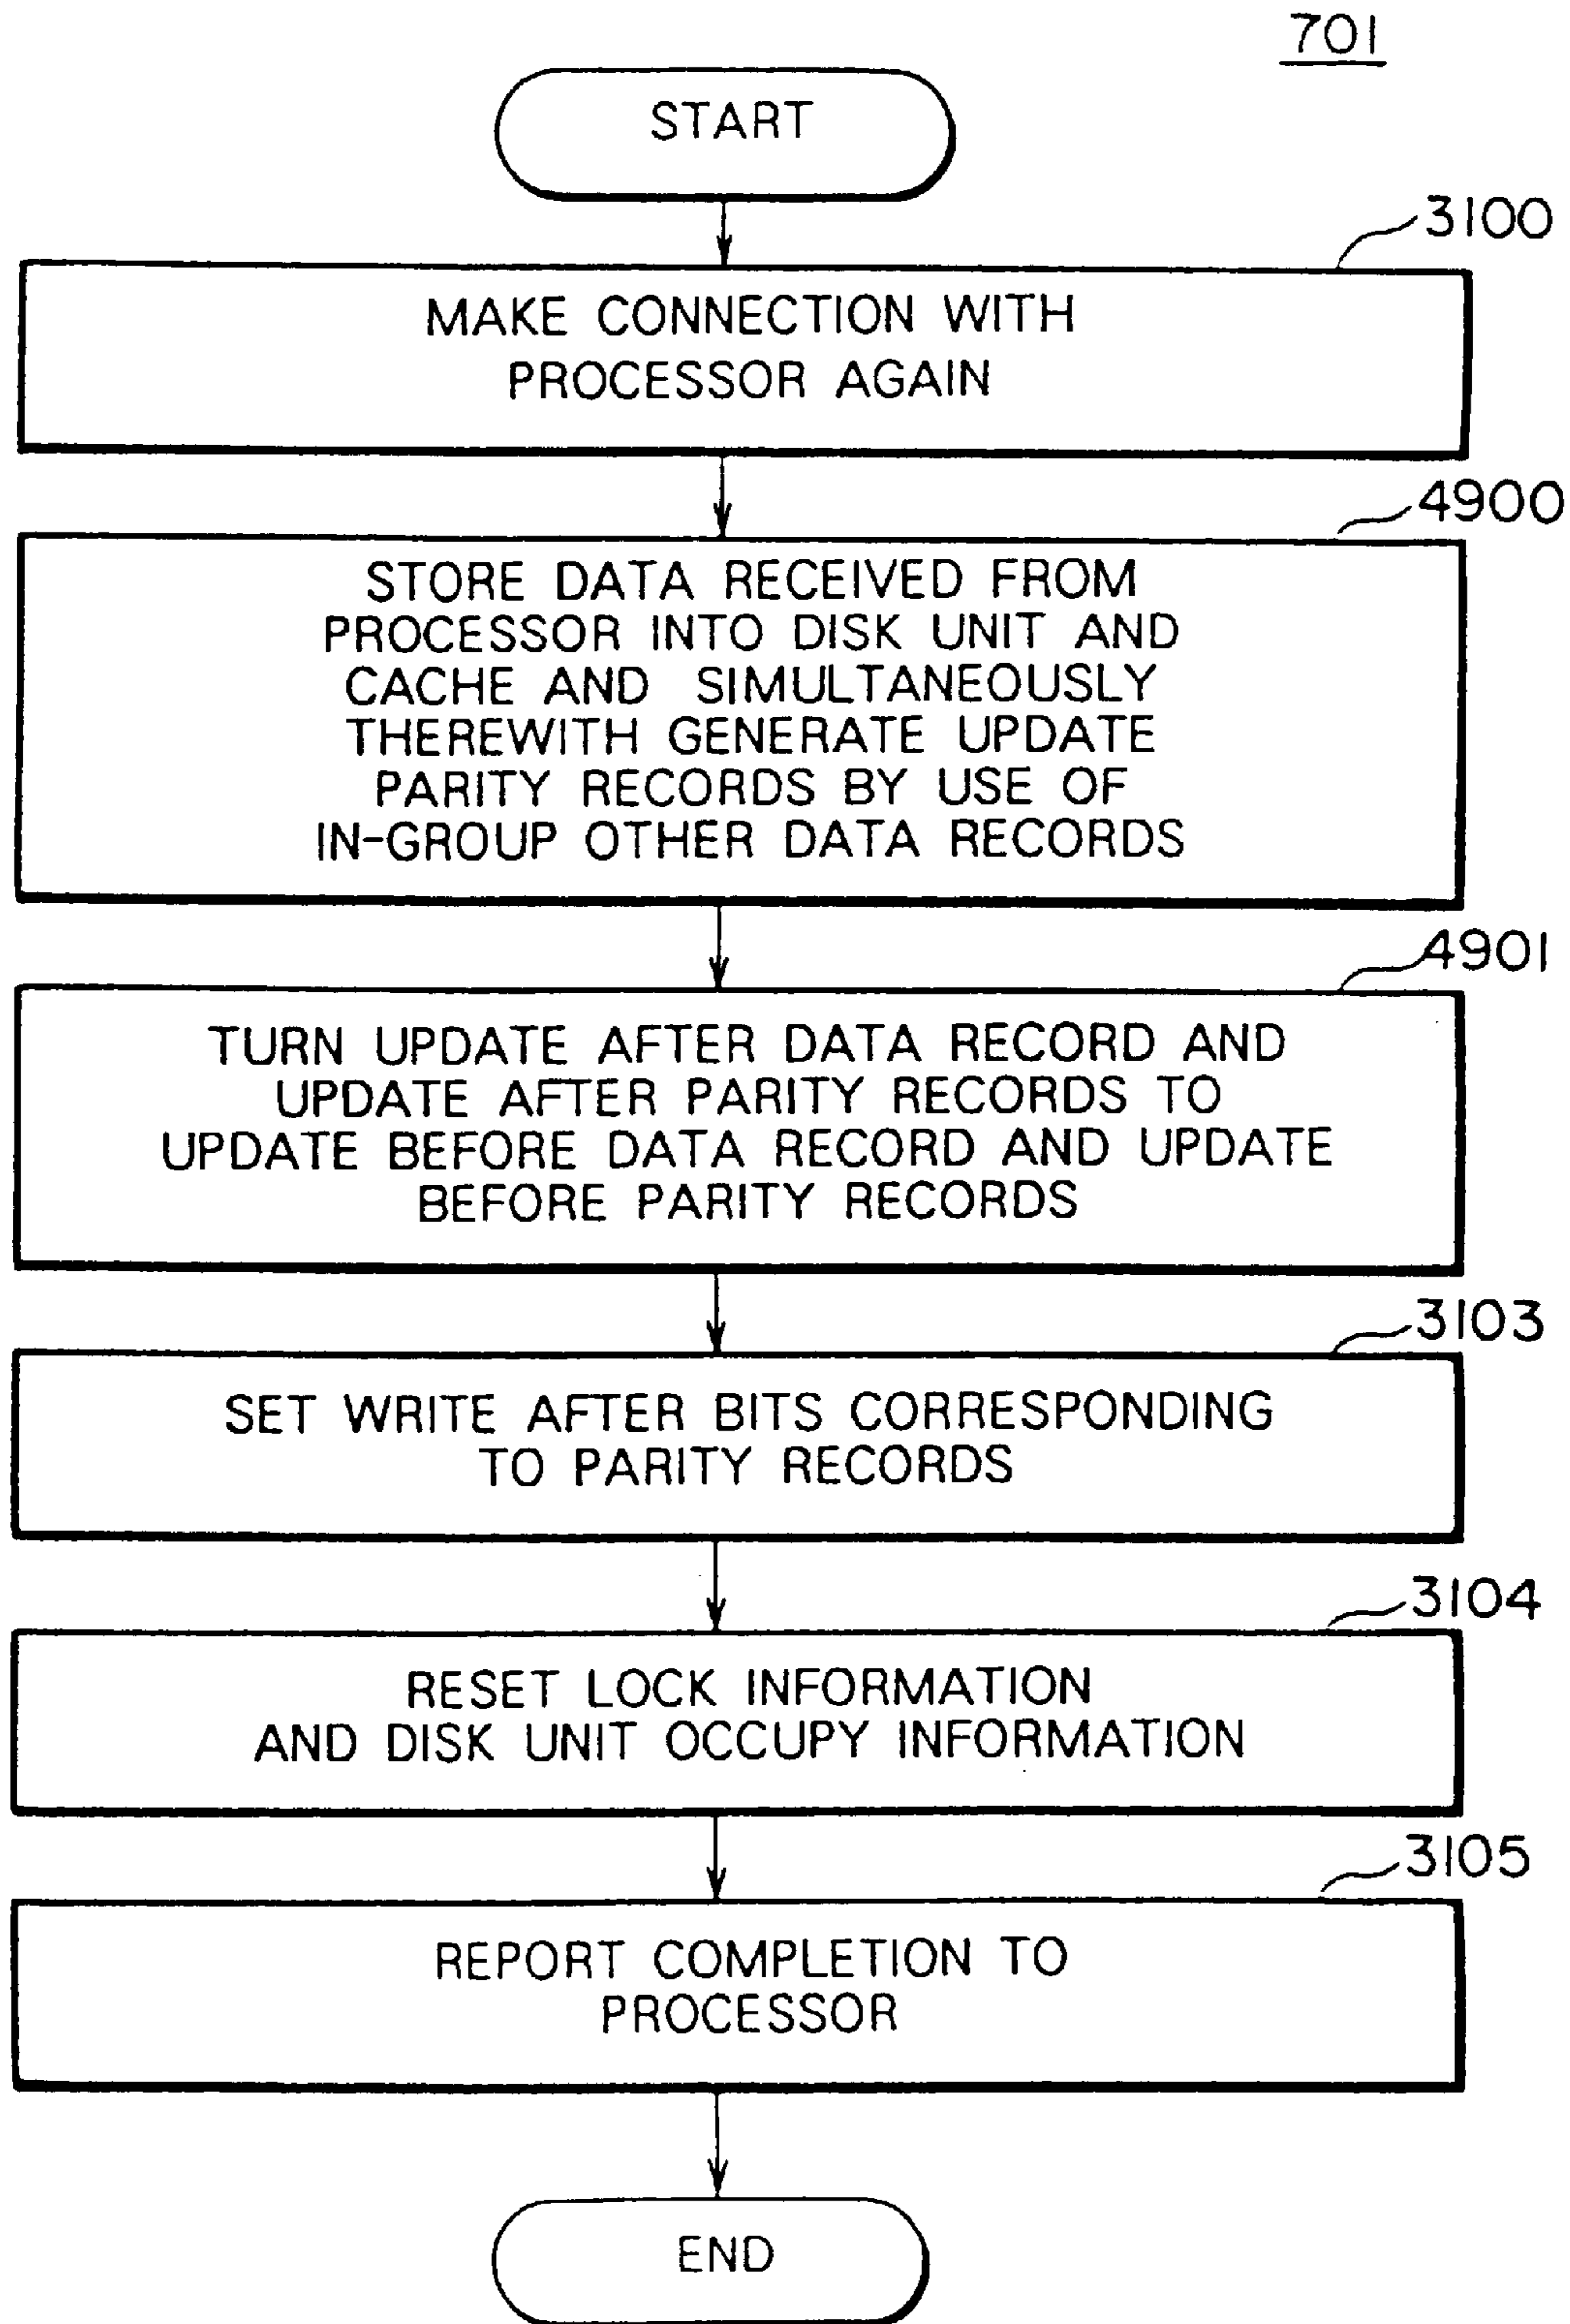 701
START
3100
MAKE CONNECTION WITH
PROCESSOR AGAIN
4900
STORE DATA RECEIVED FROM
PROCESSOR INTO DISK UNIT AND
CACHE AND SIMULTANEOUSLY
THEREWITH GENERATE UPDATE
PARITY RECORDS BY USE OF
IN-GROUP OTHER DATA RECORDS
4901
TURN UPDATE AFTER DATA RECORD AND
UPDATE AFTER PARITY RECORDS TO
UPDATE BEFORE DATA RECORD AND UPDATE
BEFORE PARITY RECORDS
3103
SET WRITE AFTER BITS CORRESPONDING
TO PARITY RECORDS
3104
RESET LOCK INFORMATION
AND DISK UNIT OCCUPY INFORMATION
3105
REPORT COMPLETION TO
PROCESSOR
END